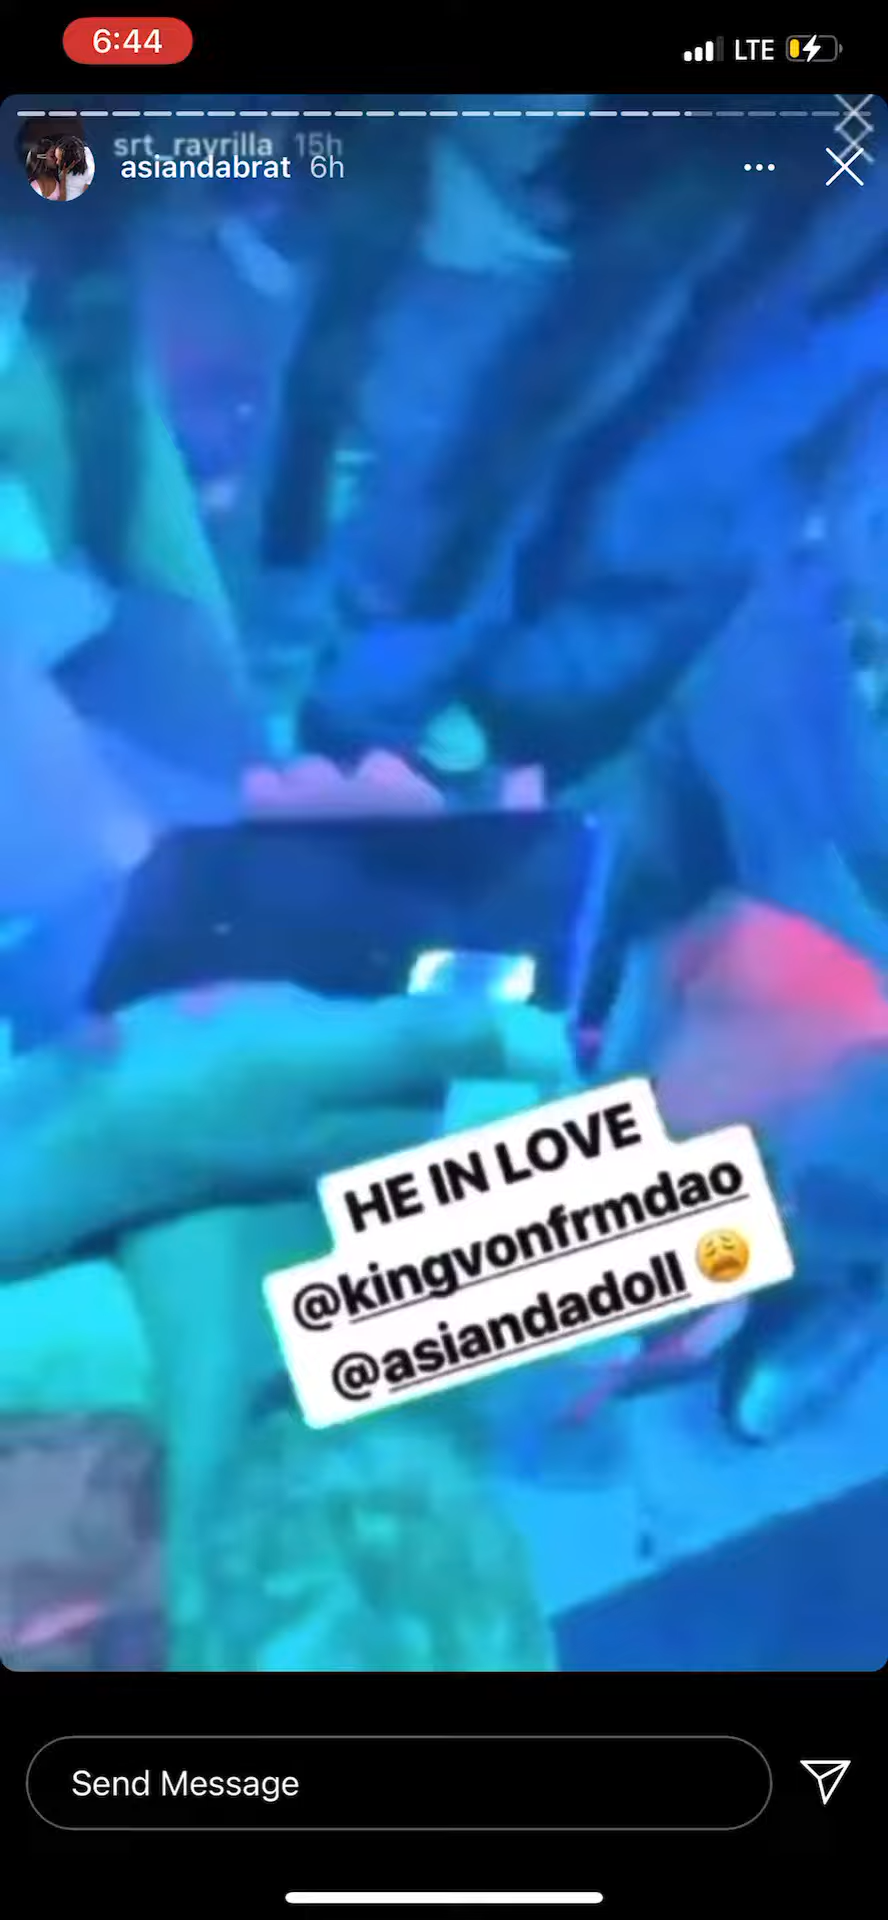 6:44
LTE
srt_rayrilla 15h
asiandabrat 6h
HE IN LOVE
@kingvonfrmdao
@asiandadoll 😩
Send Message